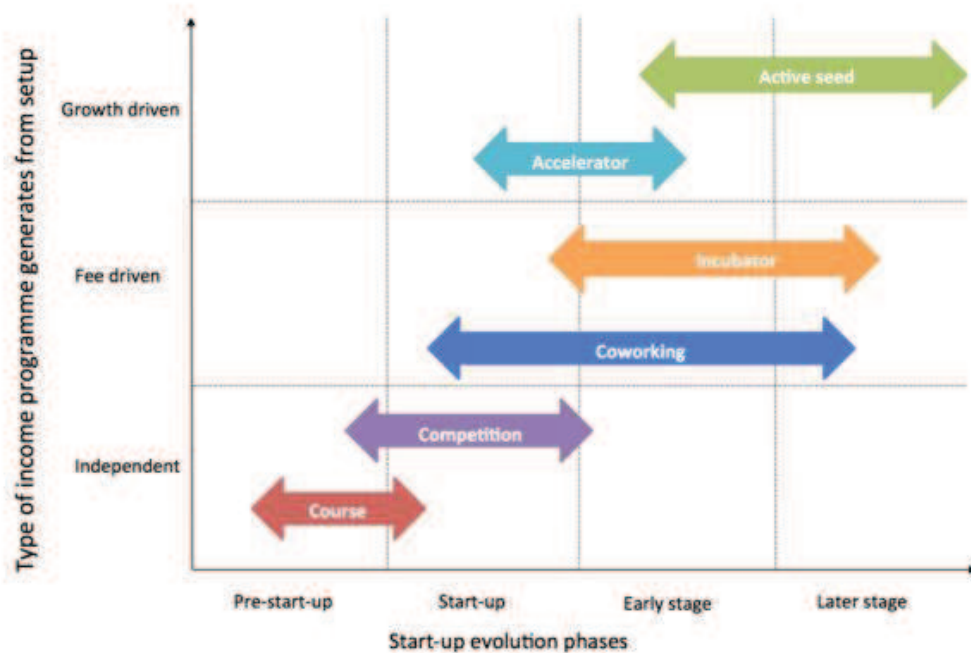 Type of income programme generates from setup
Growth driven
Fee driven
Independent
Active seed
Accelerator
Incubator
Coworking
Competition
Course
Pre-start-up
Start-up
Early stage
Later stage
Start-up evolution phases